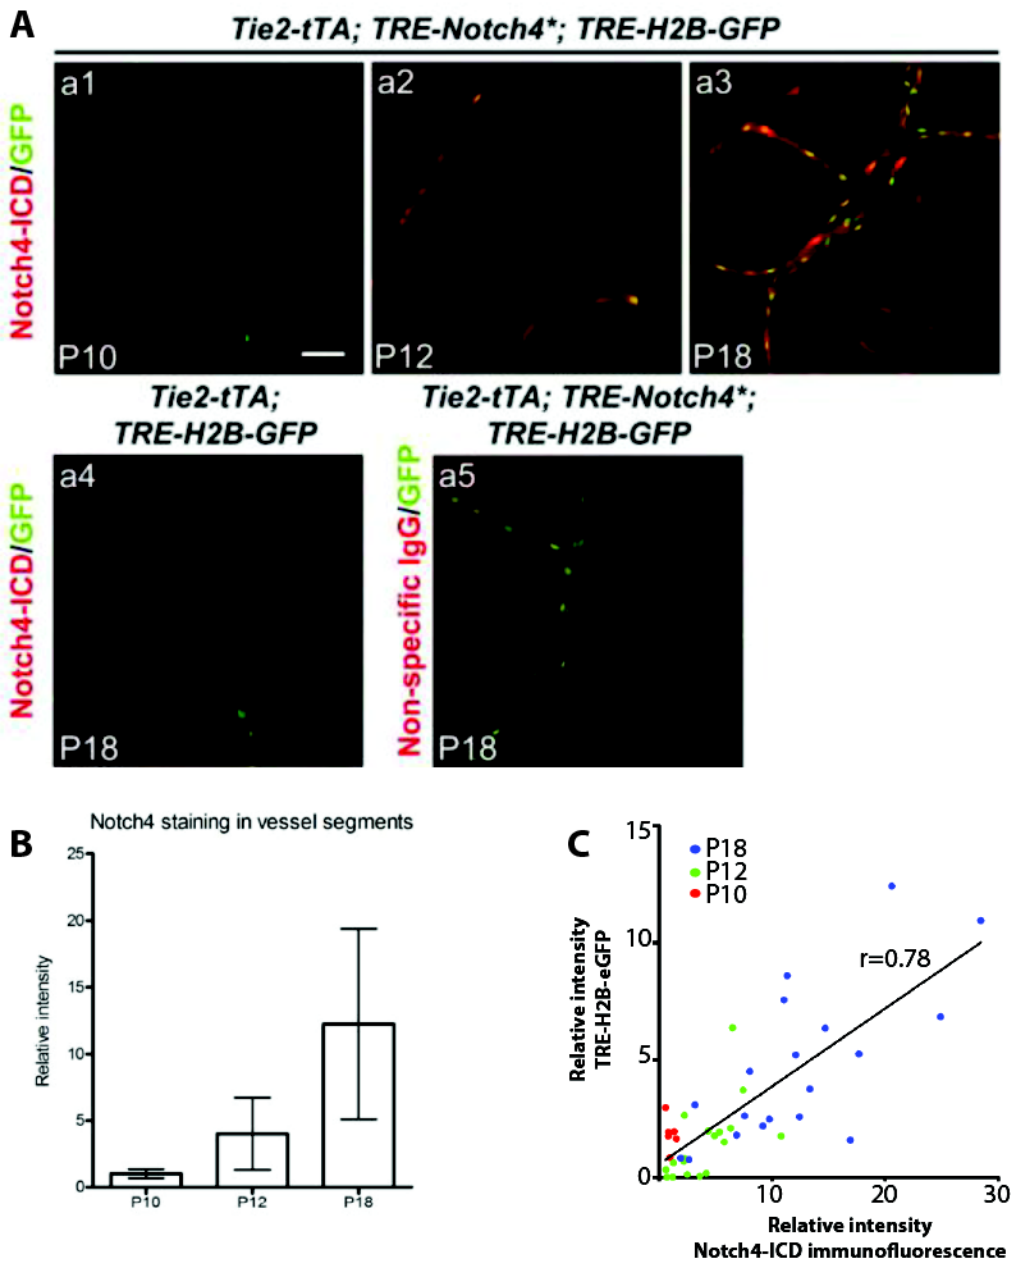 A
Tie2-tTA; TRE-Notch4*; TRE-H2B-GFP
Notch4-ICD/GFP
a1
P10
a2
P12
a3
P18
Tie2-tTA;
TRE-H2B-GFP
Tie2-tTA; TRE-Notch4*;
TRE-H2B-GFP
Notch4-ICD/GFP
a4
P18
Non-specific IgG/GFP
a5
P18
B
Notch4 staining in vessel segments
Relative intensity
25
20
15
10
5
0
P10
P12
P18
C
Relative intensity
TRE-H2B-eGFP
15
10
5
0
P18
P12
P10
r=0.78
10
20
30
Relative intensity
Notch4-ICD immunofluorescence